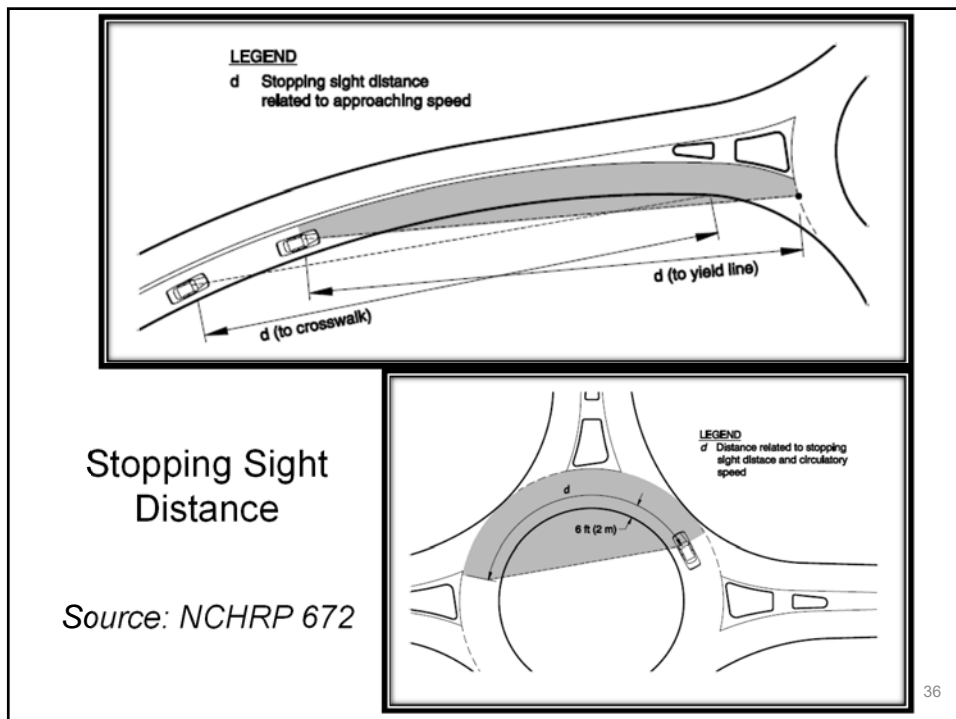 LEGEND
d Stopping sight distance
related to approaching speed
d (to yield line)
d (to crosswalk)
Stopping Sight
Distance
Source: NCHRP 672
LEGEND
d Distance related to stopping
sight distace and circulatory
speed
d
6 ft (2 m)
36